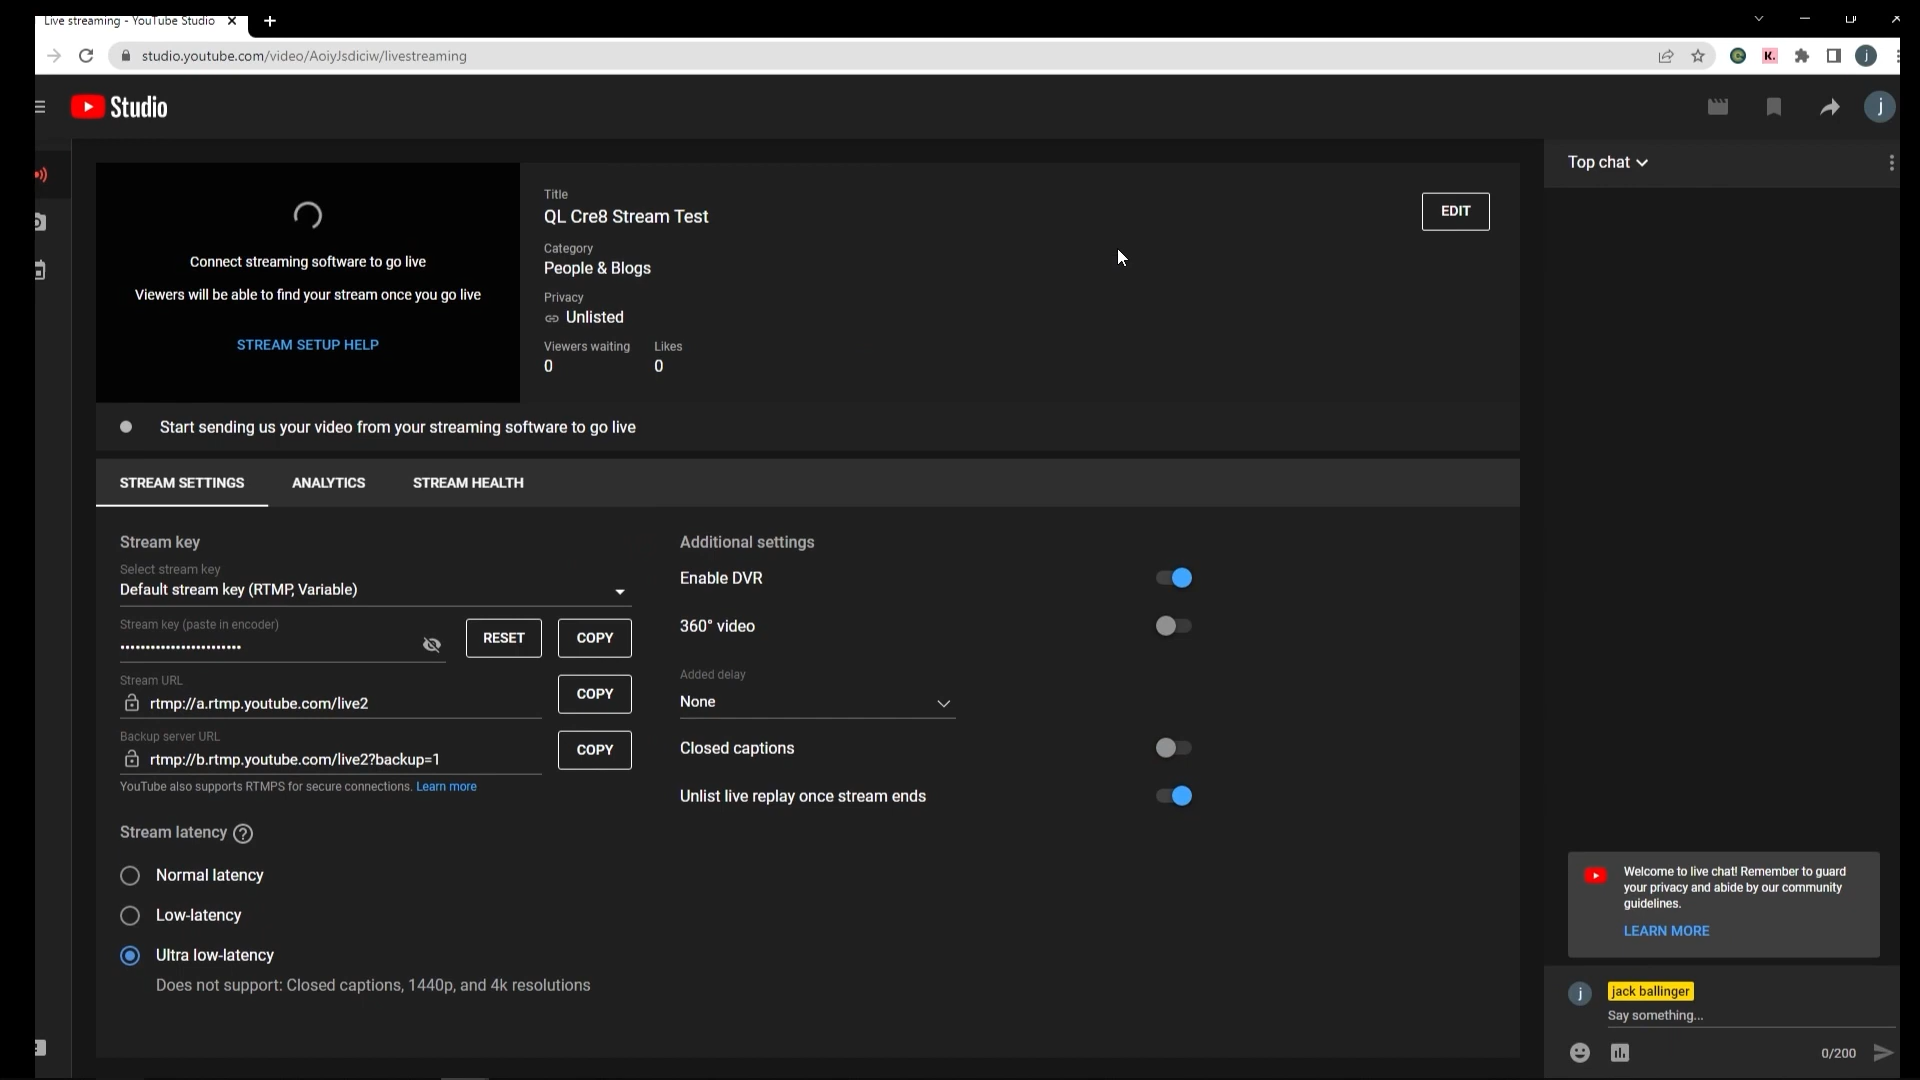 Live streaming - YouTube Studio
studio.youtube.com/video/AoiyJsdiciw/livestreaming
K.
j
Studio
j
Connect streaming software to go live
Viewers will be able to find your stream once you go live
STREAM SETUP HELP
Title
QL Cre8 Stream Test
EDIT
Category
People & Blogs
Privacy
Unlisted
Viewers waiting Likes
0 0
Top chat
Start sending us your video from your streaming software to go live
STREAM SETTINGS ANALYTICS STREAM HEALTH
Stream key
Select stream key
Default stream key (RTMP, Variable)
Stream key (paste in encoder)
••••••••••••••••••••••••
RESET COPY
Stream URL
rtmp://a.rtmp.youtube.com/live2
COPY
Backup server URL
rtmp://b.rtmp.youtube.com/live2?backup=1
COPY
YouTube also supports RTMPS for secure connections. Learn more
Stream latency
Normal latency
Low-latency
Ultra low-latency
Does not support: Closed captions, 1440p, and 4k resolutions
Additional settings
Enable DVR
360° video
Added delay
None
Closed captions
Unlist live replay once stream ends
Welcome to live chat! Remember to guard
your privacy and abide by our community
guidelines.
LEARN MORE
j
jack ballinger
Say something...
0/200